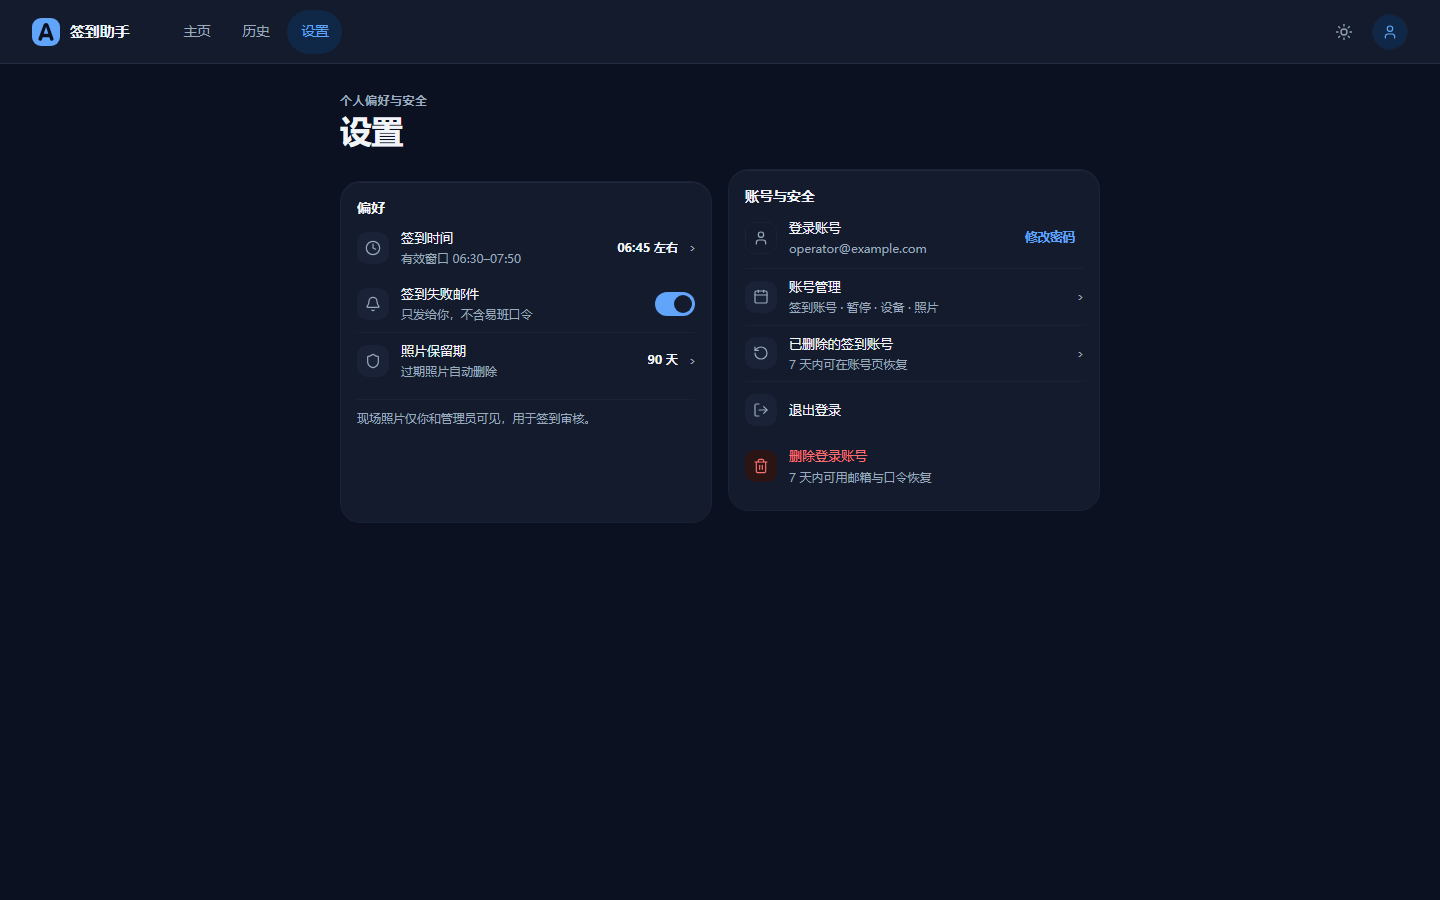 A 签到助手 主页 历史 设置
个人偏好与安全
设置
偏好
签到时间
有效窗口 06:30–07:50
06:45 左右 ›
签到失败邮件
只发给你，不含易班口令
照片保留期
过期照片自动删除
90 天 ›
现场照片仅你和管理员可见，用于签到审核。
账号与安全
登录账号
operator@example.com
修改密码
账号管理
签到账号 · 暂停 · 设备 · 照片
›
已删除的签到账号
7 天内可在账号页恢复
›
退出登录
删除登录账号
7 天内可用邮箱与口令恢复